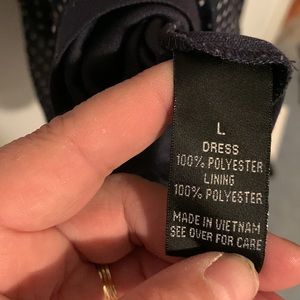 L
DRESS
100% POLYESTER
LINING
100% POLYESTER
MADE IN VIETNAM
SEE OVER FOR CARE